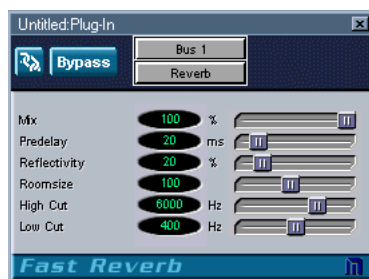 Untitled:Plug-In
Bypass
Bus 1
Reverb
Mix 100 %
Predelay 20 ms
Reflectivity 20 %
Roomsize 100
High Cut 6000 Hz
Low Cut 400 Hz
Fast Reverb